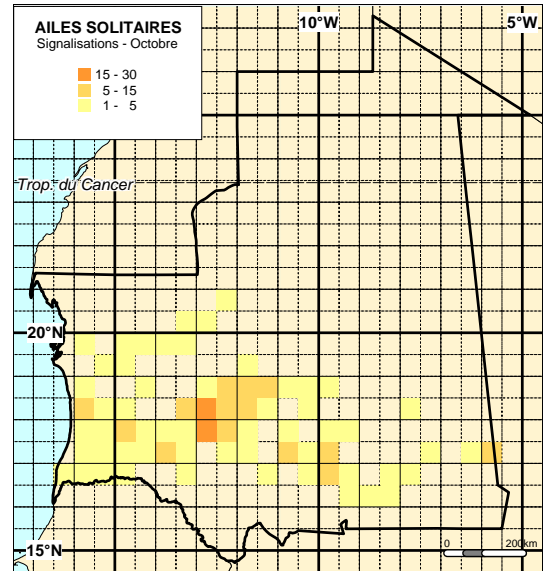 AILES SOLITAIRES
Signalisations - Octobre
15 - 30
5 - 15
1 - 5
10°W
5°W
Trop. du Cancer
20°N
15°N
0 200km